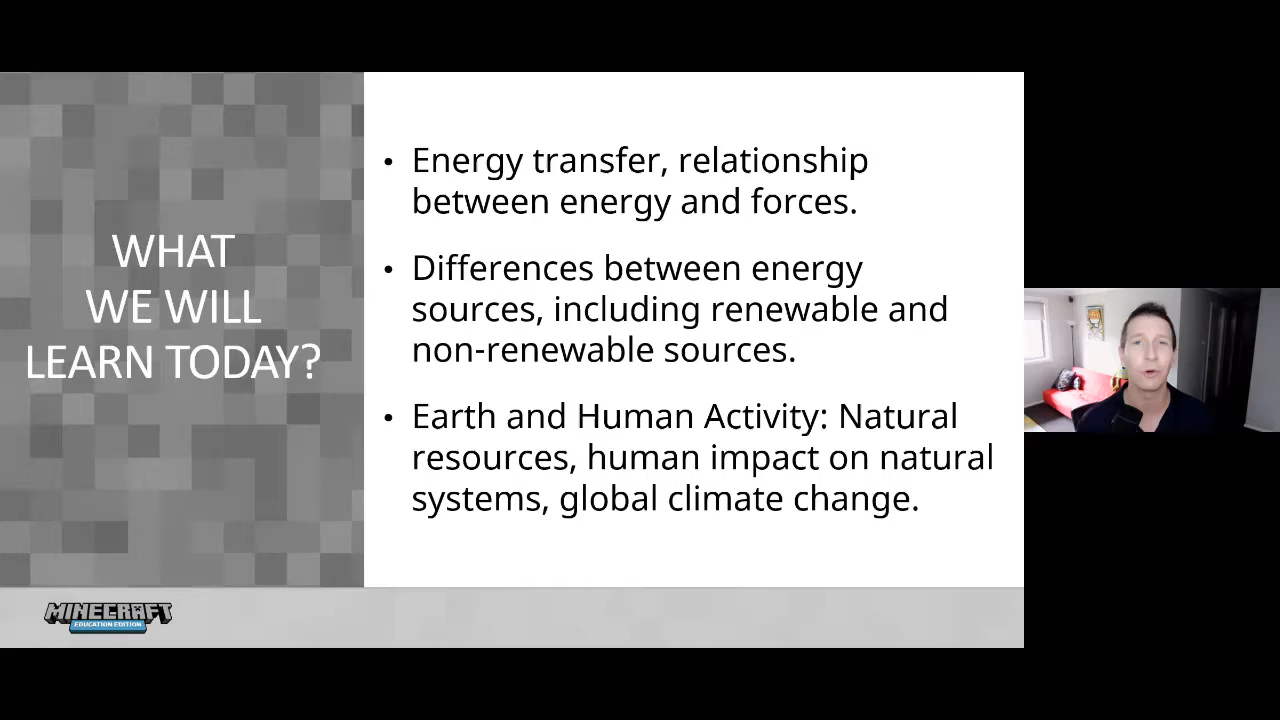 WHAT
WE WILL
LEARN TODAY?
• Energy transfer, relationship
between energy and forces.
• Differences between energy
sources, including renewable and
non-renewable sources.
• Earth and Human Activity: Natural
resources, human impact on natural
systems, global climate change.
MINECRAFT
EDUCATION EDITION